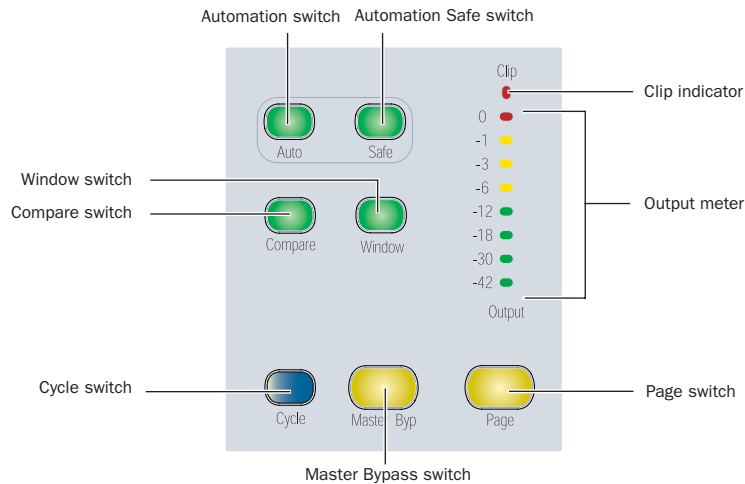 Automation switch
Automation Safe switch
Clip
Clip indicator
0
-1
-3
-6
-12
-18
-30
-42
Output
Output meter
Auto
Safe
Window switch
Compare switch
Compare
Window
Cycle switch
Cycle
Master Byp
Page
Page switch
Master Bypass switch